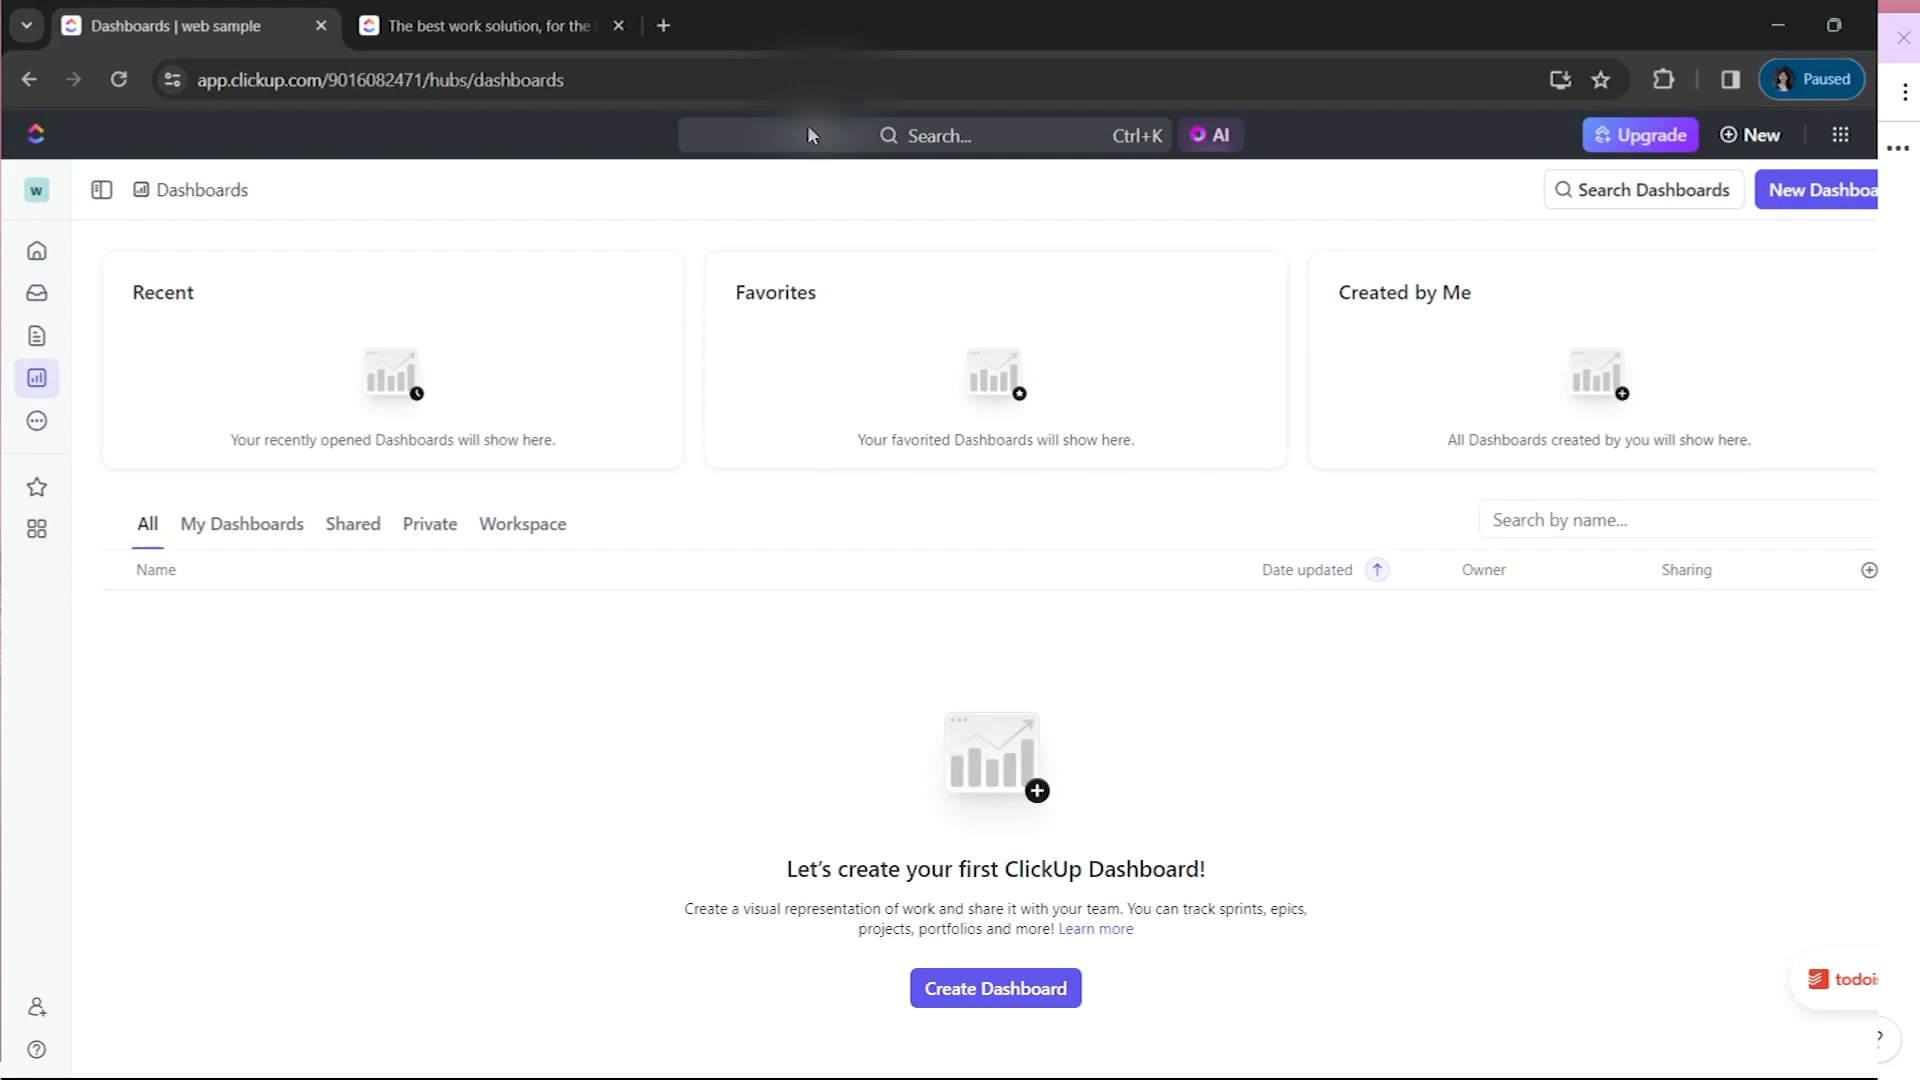 Dashboards | web sample
The best work solution, for the
app.clickup.com/9016082471/hubs/dashboards
Paused
Search...
Ctrl+K
AI
Upgrade
New
W
Dashboards
Search Dashboards
New Dashboa
Recent
Favorites
Created by Me
Your recently opened Dashboards will show here.
Your favorited Dashboards will show here.
All Dashboards created by you will show here.
All
My Dashboards
Shared
Private
Workspace
Search by name...
Name
Date updated
Owner
Sharing
Let's create your first ClickUp Dashboard!
Create a visual representation of work and share it with your team. You can track sprints, epics,
projects, portfolios and more! Learn more
Create Dashboard
todois
?